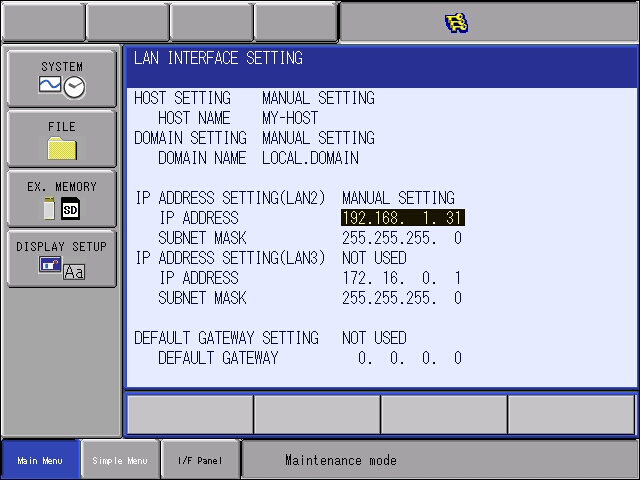 LAN INTERFACE SETTING
SYSTEM
FILE
EX. MEMORY
SD
DISPLAY SETUP
Aa
HOST SETTING MANUAL SETTING
HOST NAME MY-HOST
DOMAIN SETTING MANUAL SETTING
DOMAIN NAME LOCAL.DOMAIN
IP ADDRESS SETTING(LAN2) MANUAL SETTING
IP ADDRESS 192.168. 1. 31
SUBNET MASK 255.255.255. 0
IP ADDRESS SETTING(LAN3) NOT USED
IP ADDRESS 172. 16. 0. 1
SUBNET MASK 255.255.255. 0
DEFAULT GATEWAY SETTING NOT USED
DEFAULT GATEWAY 0. 0. 0. 0
Main Menu Simple Menu I/F Panel Maintenance mode